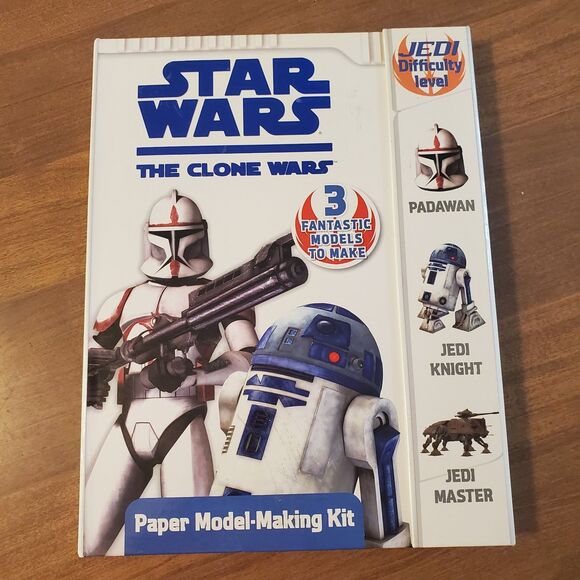 STAR
WARS
THE CLONE WARS™
3
FANTASTIC
MODELS
TO MAKE
Paper Model-Making Kit
JEDI
Difficulty
level
PADAWAN
JEDI
KNIGHT
JEDI
MASTER